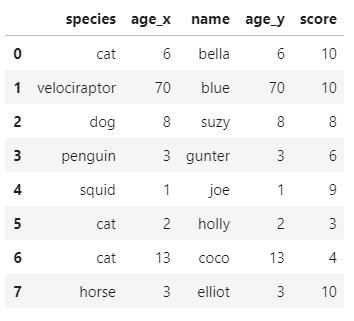 species age_x name age_y score
0 cat 6 bella 6 10
1 velociraptor 70 blue 70 10
2 dog 8 suzy 8 8
3 penguin 3 gunter 3 6
4 squid 1 joe 1 9
5 cat 2 holly 2 3
6 cat 13 coco 13 4
7 horse 3 elliot 3 10